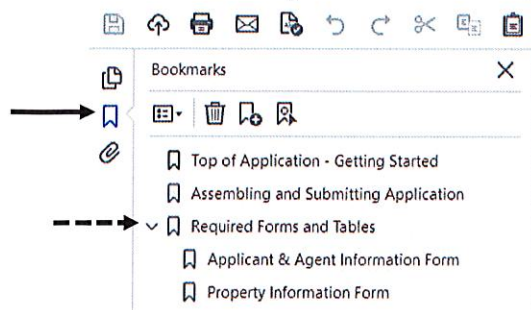 Bookmarks
Top of Application - Getting Started
Assembling and Submitting Application
Required Forms and Tables
Applicant & Agent Information Form
Property Information Form